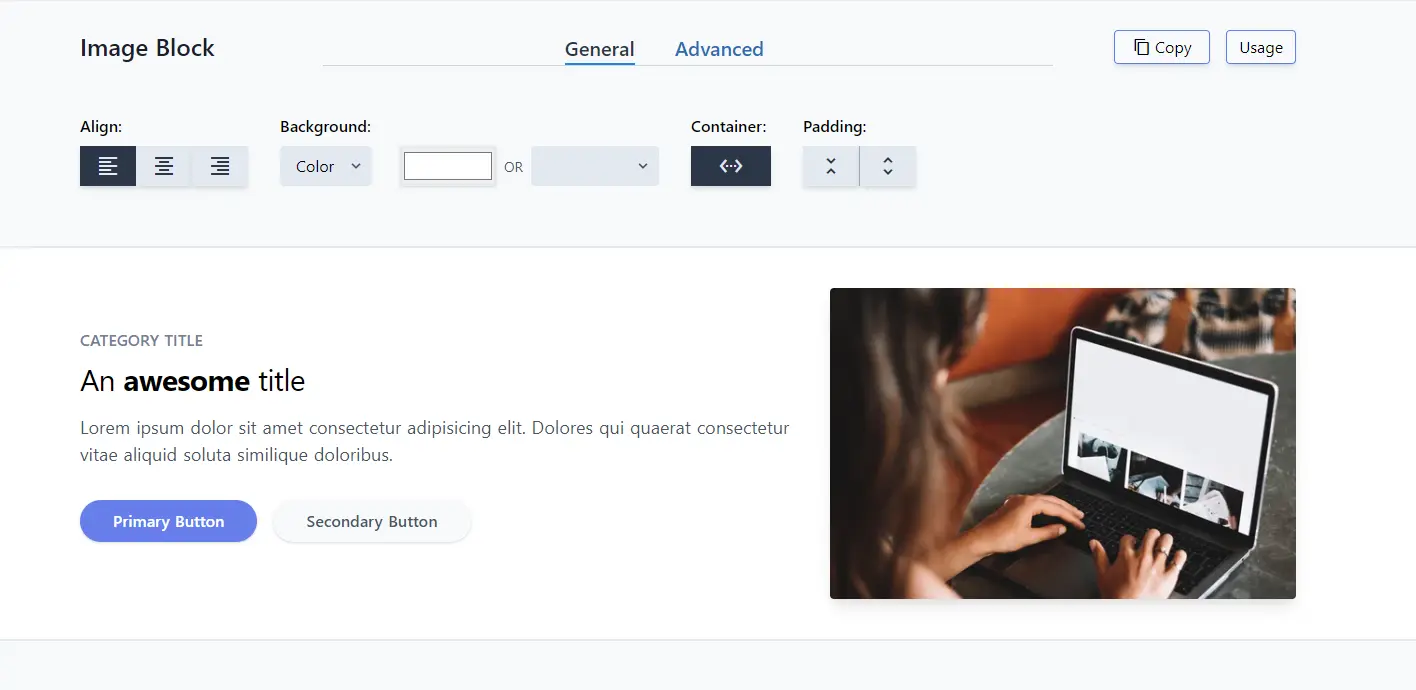 Image Block
General
Advanced
Copy
Usage
Align:
Background:
Container:
Padding:
Color
OR
CATEGORY TITLE
An awesome title
Lorem ipsum dolor sit amet consectetur adipisicing elit. Dolores qui quaerat consectetur
vitae aliquid soluta similique doloribus.
Primary Button
Secondary Button